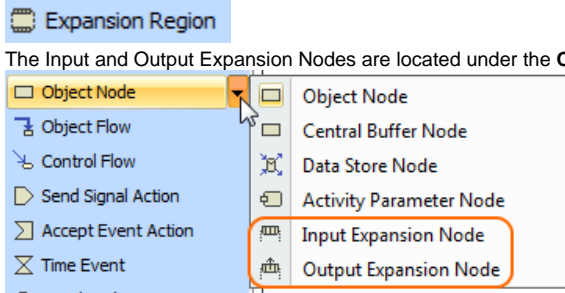 Expansion Region
The Input and Output Expansion Nodes are located under the
Object Node
Object Flow
Control Flow
Send Signal Action
Accept Event Action
Time Event
Object Node
Central Buffer Node
Data Store Node
Activity Parameter Node
Input Expansion Node
Output Expansion Node